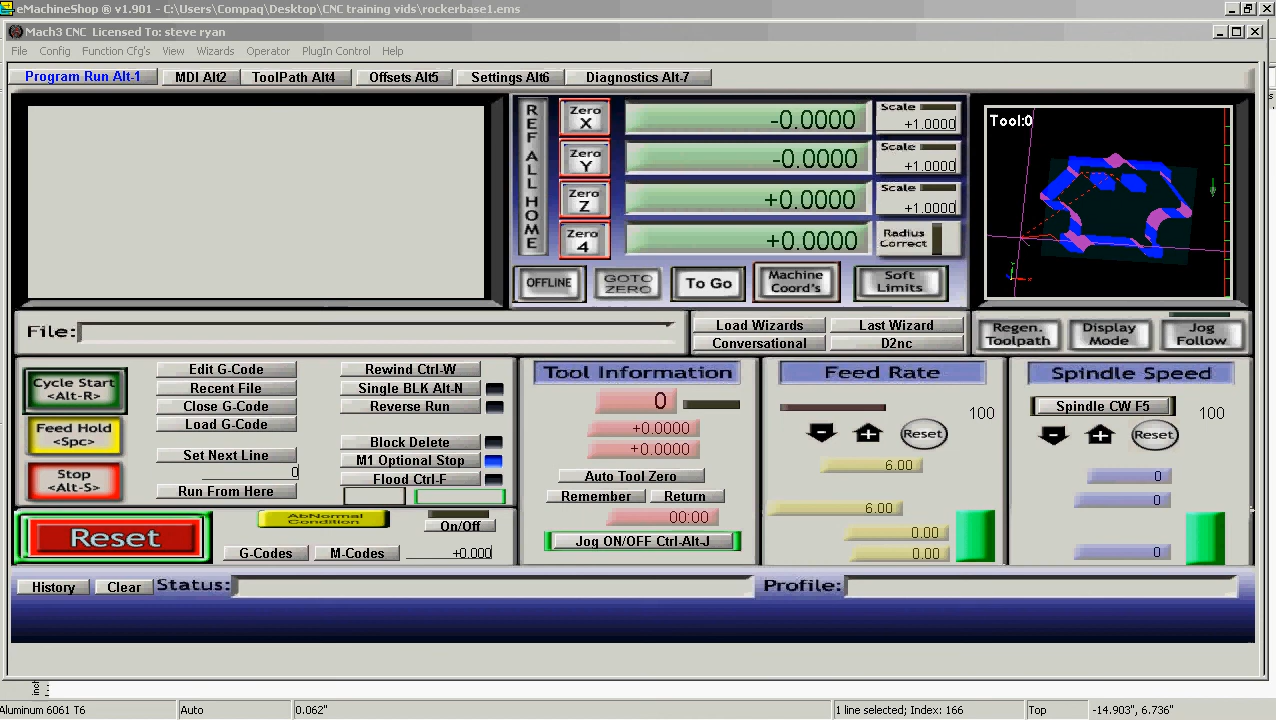 eMachineShop ® v1.901 - C:\Users\Compaq\Desktop\CNC training vids\rockerbase1.ems
Mach3 CNC Licensed To: steve ryan
File Config Function Cfg's View Wizards Operator PlugIn Control Help
Program Run Alt-1 MDI Alt2 ToolPath Alt4 Offsets Alt5 Settings Alt6 Diagnostics Alt-7
REF ALL HOME
Zero X -0.0000 Scale +1.0000
Zero Y -0.0000 Scale +1.0000
Zero Z +0.0000 Scale +1.0000
Zero 4 +0.0000 Radius Correct
OFFLINE GOTO ZERO To Go Machine Coord's Soft Limits
Tool:0
File:
Load Wizards Last Wizard
Conversational D2nc
Regen. Toolpath Display Mode Jog Follow
Cycle Start <Alt-R>
Feed Hold <Spc>
Stop <Alt-S>
Reset
Edit G-Code
Recent File
Close G-Code
Load G-Code
Set Next Line
0
Run From Here
Rewind Ctrl-W
Single BLK Alt-N
Reverse Run
Block Delete
M1 Optional Stop
Flood Ctrl-F
AbNormal Condition
On/Off
G-Codes M-Codes +0.000
Tool Information
0
+0.0000
+0.0000
Auto Tool Zero
Remember Return
00:00
Jog ON/OFF Ctrl-Alt-J
Feed Rate
100
Reset
6.00
6.00
0.00
0.00
Spindle Speed
Spindle CW F5
100
Reset
0
0
0
History Clear Status: Profile:
inch
Aluminum 6061 T6 Auto 0.062" 1 line selected; Index: 166 Top -14.903", 6.736"